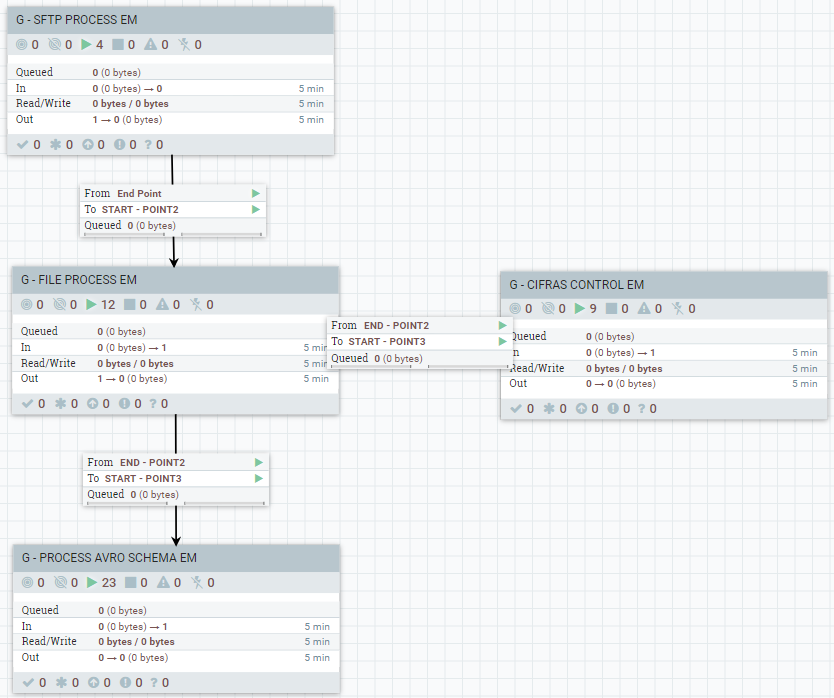 G - SFTP PROCESS EM
0 0 4 0 0 0
Queued 0 (0 bytes)
In 0 (0 bytes) → 0 5 min
Read/Write 0 bytes / 0 bytes 5 min
Out 1 → 0 (0 bytes) 5 min
0 0 0 0 ? 0
From End Point
To START - POINT2
Queued 0 (0 bytes)
G - FILE PROCESS EM
0 0 12 0 0 0
Queued 0 (0 bytes)
In 0 (0 bytes) → 1 5 min
Read/Write 0 bytes / 0 bytes 5 min
Out 1 → 0 (0 bytes) 5 min
0 0 0 0 ? 0
From END - POINT2
To START - POINT3
Queued 0 (0 bytes)
G - CIFRAS CONTROL EM
0 0 9 0 0 0
Queued 0 (0 bytes)
In 0 (0 bytes) → 1 5 min
Read/Write 0 bytes / 0 bytes 5 min
Out 0 → 0 (0 bytes) 5 min
0 0 0 0 ? 0
From END - POINT2
To START - POINT3
Queued 0 (0 bytes)
G - PROCESS AVRO SCHEMA EM
0 0 23 0 0 0
Queued 0 (0 bytes)
In 0 (0 bytes) → 1 5 min
Read/Write 0 bytes / 0 bytes 5 min
Out 0 → 0 (0 bytes) 5 min
0 0 0 0 ? 0